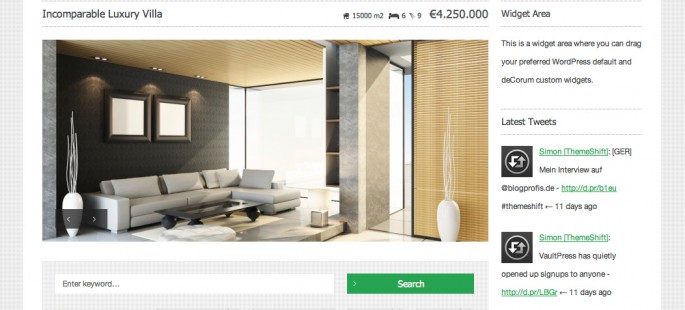 Incomparable Luxury Villa
15000 m2 6 9 €4.250.000
Enter keyword...
Search
Widget Area
This is a widget area where you can drag
your preferred WordPress default and
deCorum custom widgets.
Latest Tweets
Simon [ThemeShift]: [GER]
Mein Interview auf
@blogprofis.de - http://d.pr/b1eu
#themeshift ← 11 days ago
Simon [ThemeShift]:
VaultPress has quietly
opened up signups to anyone -
http://d.pr/LBGr ← 11 days ago